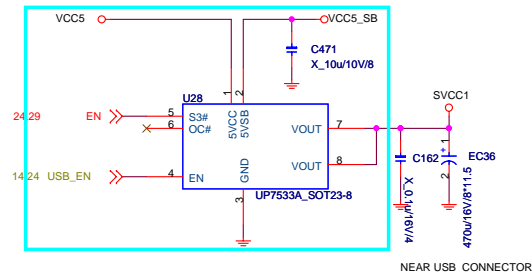 VCC5
VCC5_SB
C471
X_10u/10V/8
U28
1
2
5VCC
5VSB
SVCC1
24,29
EN
5
S3#
6
OC#
VOUT
7
VOUT
8
14,24
USB_EN
4
EN
GND
3
UP7533A_SOT23-8
C162
X_0.1u/16V/4
+
1
2
EC36
470u/16V/8*11.5
NEAR USB CONNECTOR